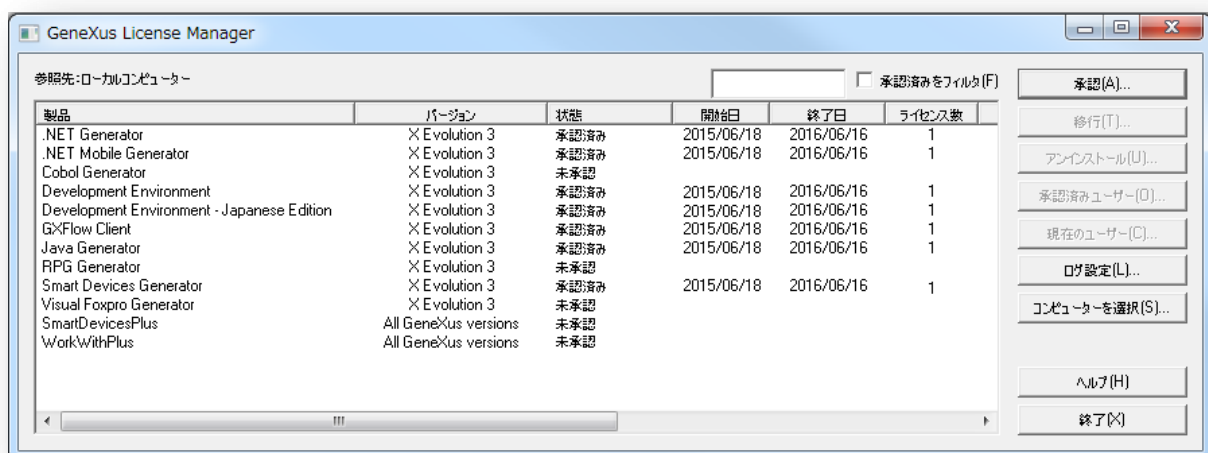 GeneXus License Manager
参照先:ローカルコンピューター 承認済みをフィルタ(F) 承認(A)...
製品 バージョン 状態 開始日 終了日 ライセンス数
.NET Generator X Evolution 3 承認済み 2015/06/18 2016/06/16 1
移行(T)...
.NET Mobile Generator X Evolution 3 承認済み 2015/06/18 2016/06/16 1
Cobol Generator X Evolution 3 未承認
アンインストール(U)...
Development Environment X Evolution 3 承認済み 2015/06/18 2016/06/16 1
承認済みユーザー(O)...
Development Environment - Japanese Edition X Evolution 3 承認済み 2015/06/18 2016/06/16 1
GXFlow Client X Evolution 3 承認済み 2015/06/18 2016/06/16 1
現在のユーザー(C)...
Java Generator X Evolution 3 承認済み 2015/06/18 2016/06/16 1
RPG Generator X Evolution 3 未承認
ログ設定(L)...
Smart Devices Generator X Evolution 3 承認済み 2015/06/18 2016/06/16 1
Visual Foxpro Generator X Evolution 3 未承認
コンピューターを選択(S)...
SmartDevicesPlus All GeneXus versions 未承認
WorkWithPlus All GeneXus versions 未承認
ヘルプ(H)
終了(X)